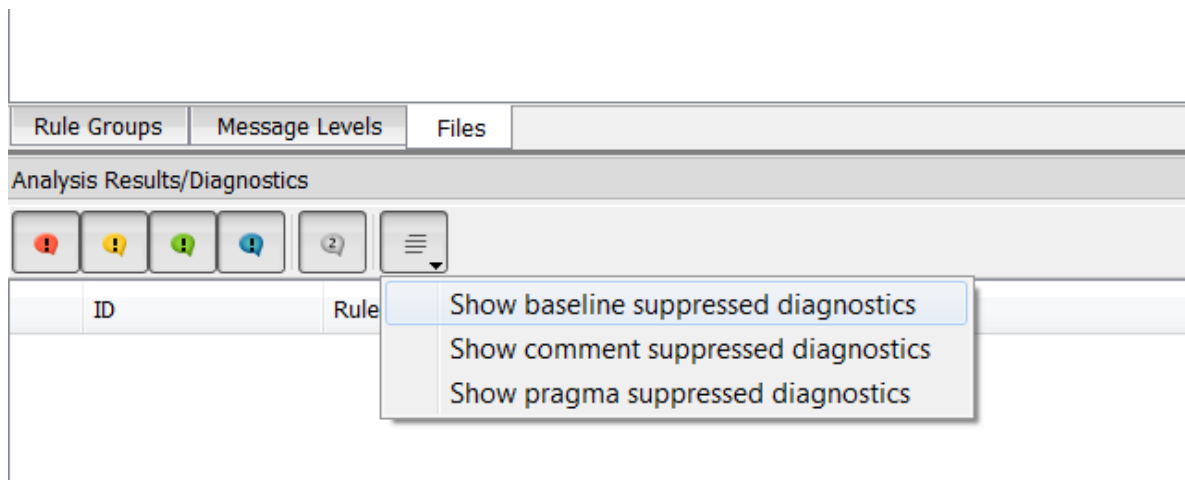 Rule Groups Message Levels Files
Analysis Results/Diagnostics
! ! ! ! 2
ID Rule
Show baseline suppressed diagnostics
Show comment suppressed diagnostics
Show pragma suppressed diagnostics